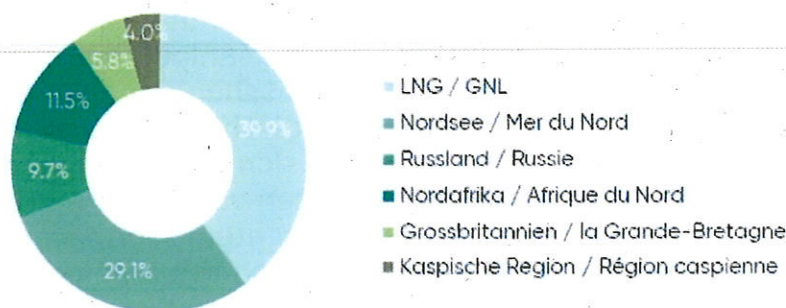 4.0%
5.8%
11.5%
39.9%
9.7%
29.1%
LNG / GNL
Nordsee / Mer du Nord
Russland / Russie
Nordafrika / Afrique du Nord
Grossbritannien / la Grande-Bretagne
Kaspische Region / Région caspienne